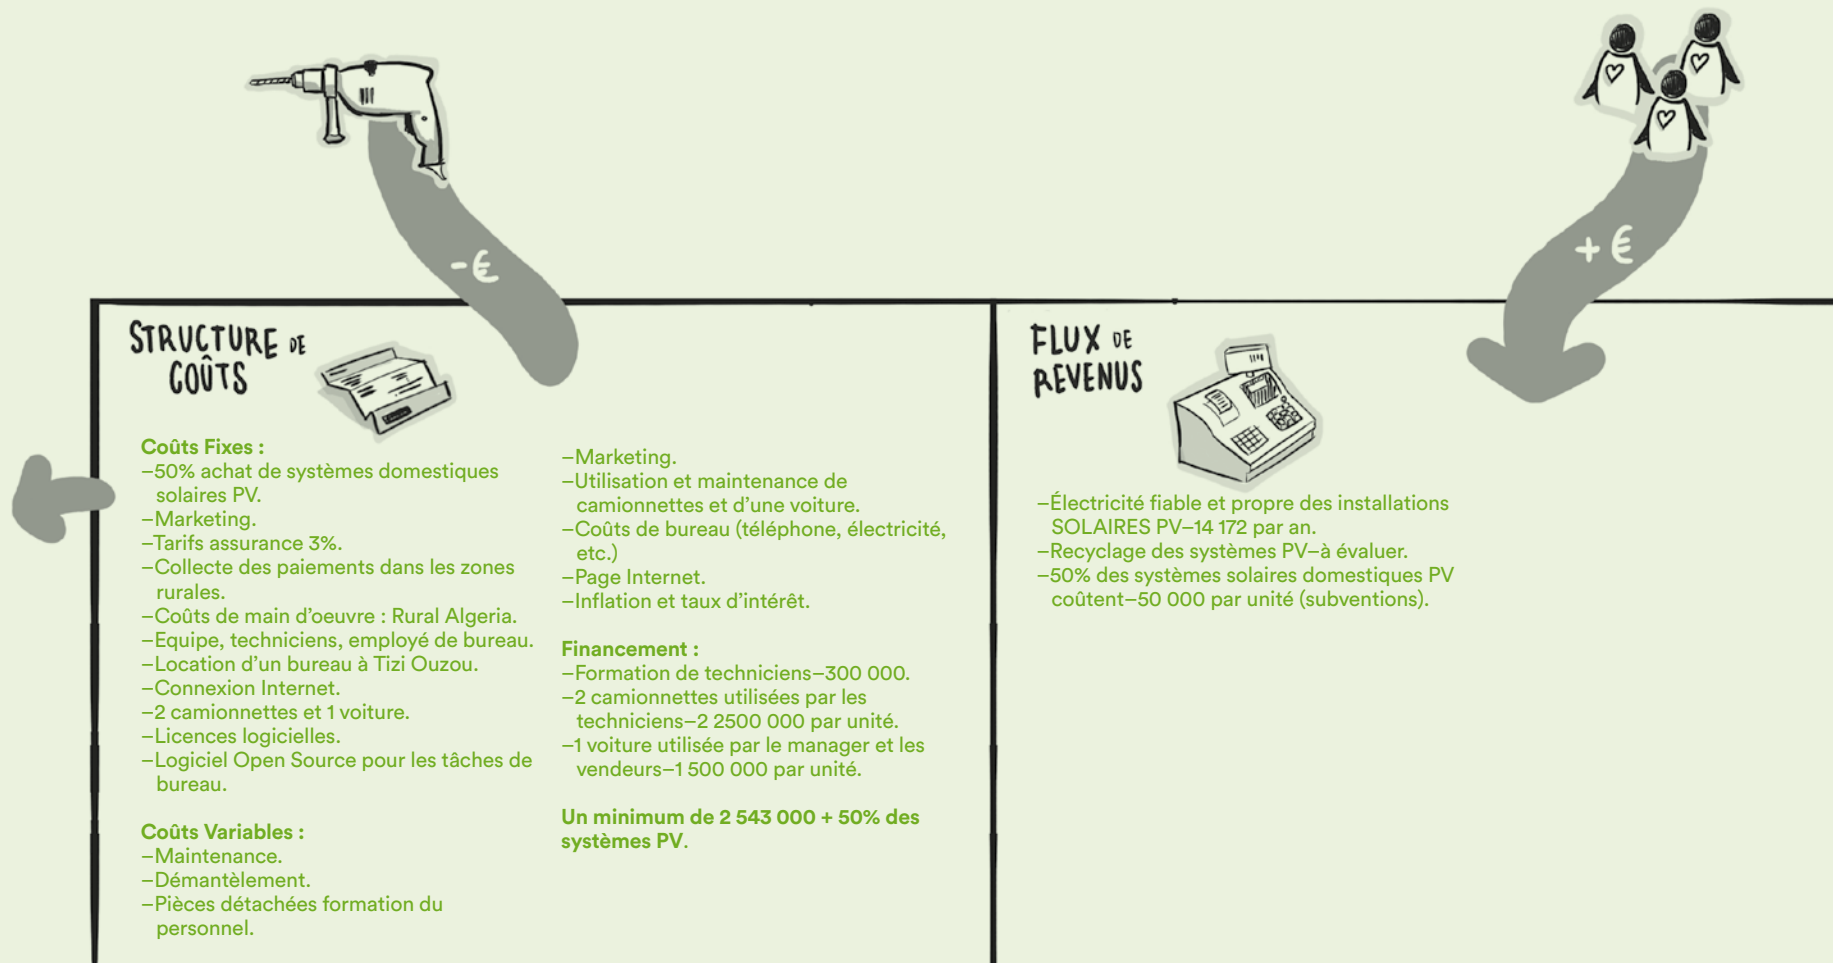 -€
+€
STRUCTURE DE
COÛTS
Coûts Fixes :
–50% achat de systèmes domestiques
solaires PV.
–Marketing.
–Tarifs assurance 3%.
–Collecte des paiements dans les zones
rurales.
–Coûts de main d'oeuvre : Rural Algeria.
–Equipe, techniciens, employé de bureau.
–Location d'un bureau à Tizi Ouzou.
–Connexion Internet.
–2 camionnettes et 1 voiture.
–Licences logicielles.
–Logiciel Open Source pour les tâches de
bureau.
Coûts Variables :
–Maintenance.
–Démantèlement.
–Pièces détachées formation du
personnel.
–Marketing.
–Utilisation et maintenance de
camionnettes et d'une voiture.
–Coûts de bureau (téléphone, électricité,
etc.)
–Page Internet.
–Inflation et taux d'intérêt.
Financement :
–Formation de techniciens–300 000.
–2 camionnettes utilisées par les
techniciens–2 2500 000 par unité.
–1 voiture utilisée par le manager et les
vendeurs–1 500 000 par unité.
Un minimum de 2 543 000 + 50% des
systèmes PV.
FLUX DE
REVENUS
–Électricité fiable et propre des installations
SOLAIRES PV–14 172 par an.
–Recyclage des systèmes PV–à évaluer.
–50% des systèmes solaires domestiques PV
coûtent–50 000 par unité (subventions).